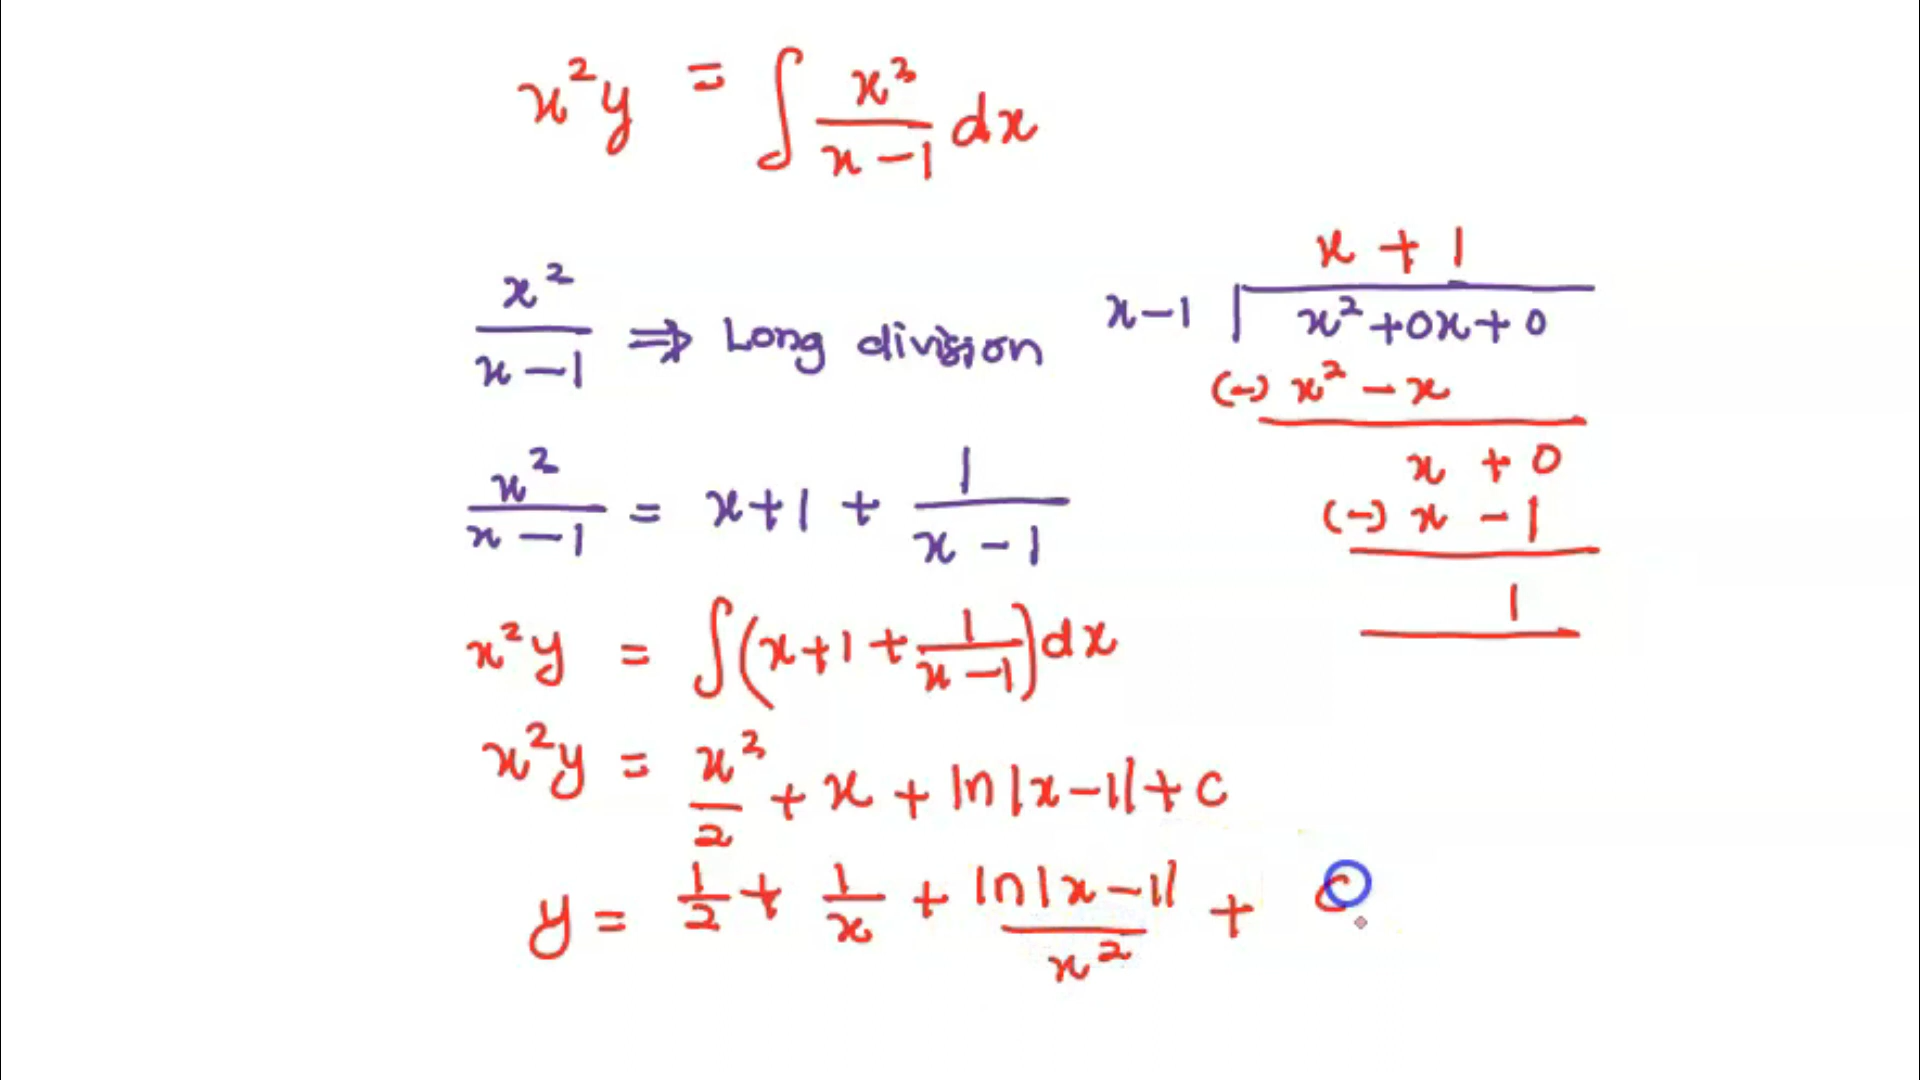 x²y = ∫ x³/(x-1) dx
x²/(x-1) ⇒ Long division
x + 1
x-1 | x²+0x+0
(-) x² - x
x + 0
(-) x - 1
1
x²/(x-1) = x+1 + 1/(x-1)
x²y = ∫(x+1+1/(x-1))dx
x²y = x³/2 + x + ln|x-1|+c
y = 1/2 + 1/x + ln|x-1|/x² + c